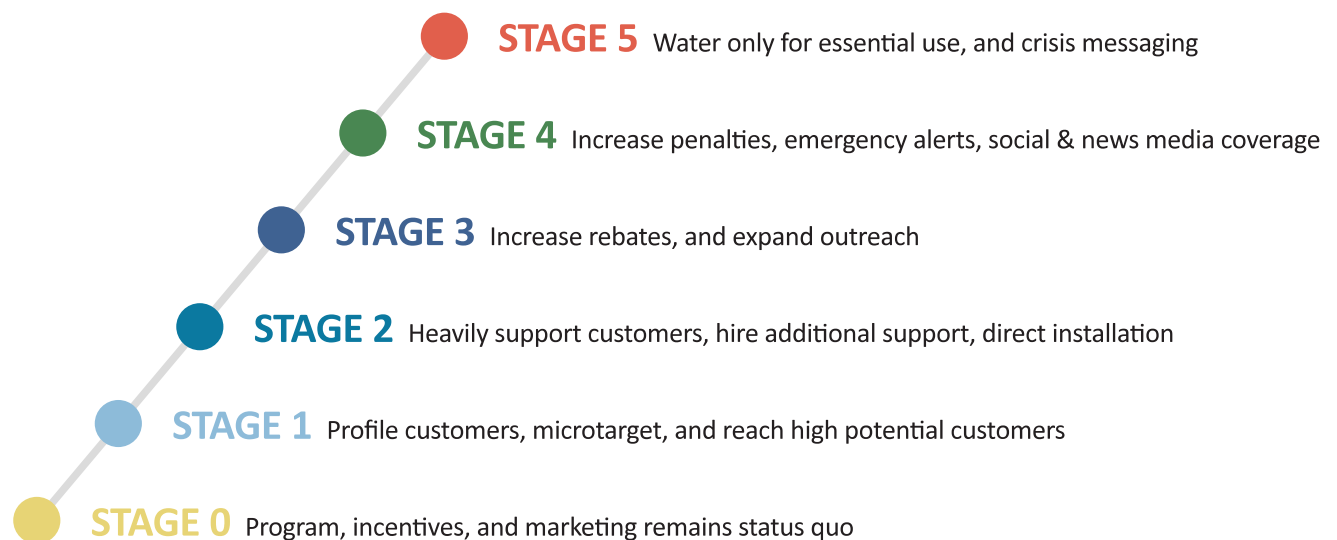 STAGE 5 Water only for essential use, and crisis messaging
STAGE 4 Increase penalties, emergency alerts, social & news media coverage
STAGE 3 Increase rebates, and expand outreach
STAGE 2 Heavily support customers, hire additional support, direct installation
STAGE 1 Profile customers, microtarget, and reach high potential customers
STAGE 0 Program, incentives, and marketing remains status quo